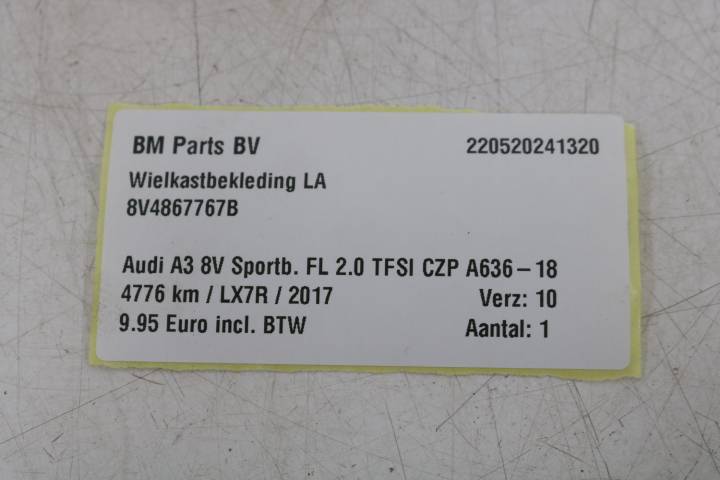 BM Parts BV 220520241320
Wielkastbekleding LA
8V4867767B
Audi A3 8V Sportb. FL 2.0 TFSI CZP A636-18
4776 km / LX7R / 2017 Verz: 10
9.95 Euro incl. BTW Aantal: 1